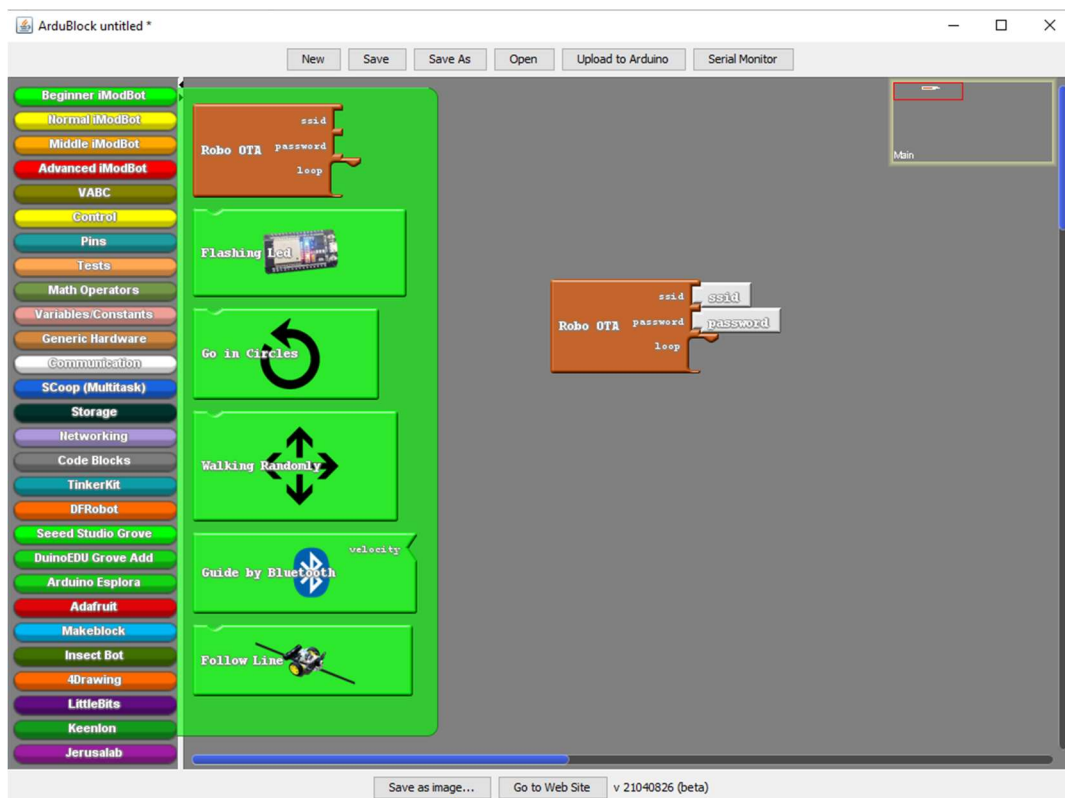 ArduBlock untitled *
New Save Save As Open Upload to Arduino Serial Monitor
Beginner iModBot
Normal iModBot
Middle iModBot
Advanced iModBot
VABC
Control
Pins
Tests
Math Operators
Variables/Constants
Generic Hardware
Communication
SCoop (Multitask)
Storage
Networking
Code Blocks
TinkerKit
DFRobot
Seeed Studio Grove
DuinoEDU Grove Add
Arduino Esplora
Adafruit
Makeblock
Insect Bot
4Drawing
LittleBits
Keenlon
Jerusalab
ssid
Robo OTA password
loop
Flashing Led
Go in Circles
Walking Randomly
velocity
Guide by Bluetooth
Follow Line
ssid ssid
Robo OTA password password
loop
Main
Save as image... Go to Web Site v 21040826 (beta)